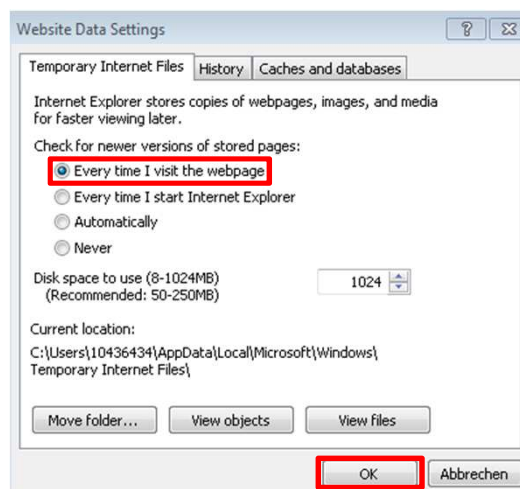 Website Data Settings
Temporary Internet Files History Caches and databases
Internet Explorer stores copies of webpages, images, and media
for faster viewing later.
Check for newer versions of stored pages:
Every time I visit the webpage
Every time I start Internet Explorer
Automatically
Never
Disk space to use (8-1024MB)
(Recommended: 50-250MB)
1024
Current location:
C:\Users\10436434\AppData\Local\Microsoft\Windows\
Temporary Internet Files\
Move folder... View objects View files
OK Abbrechen